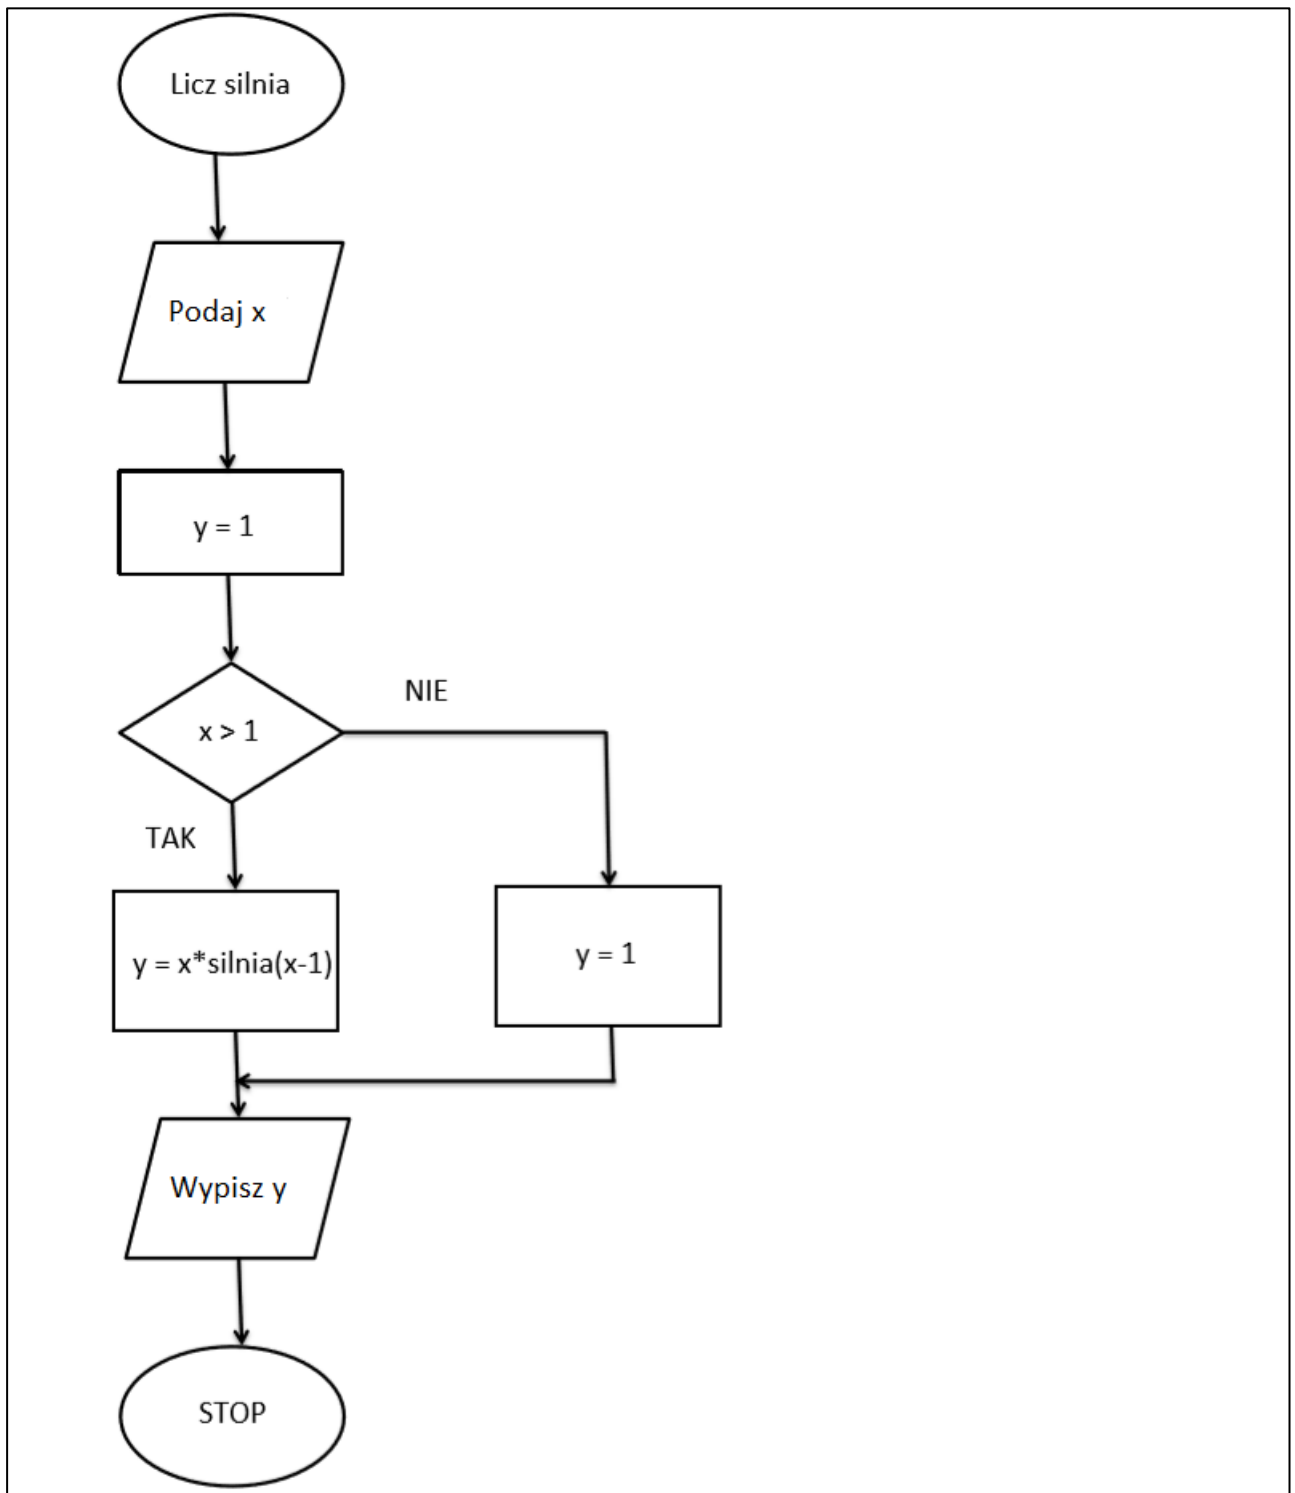 Licz silnia
Podaj x
y = 1
x > 1
NIE
TAK
y = x*silnia(x-1)
y = 1
Wypisz y
STOP